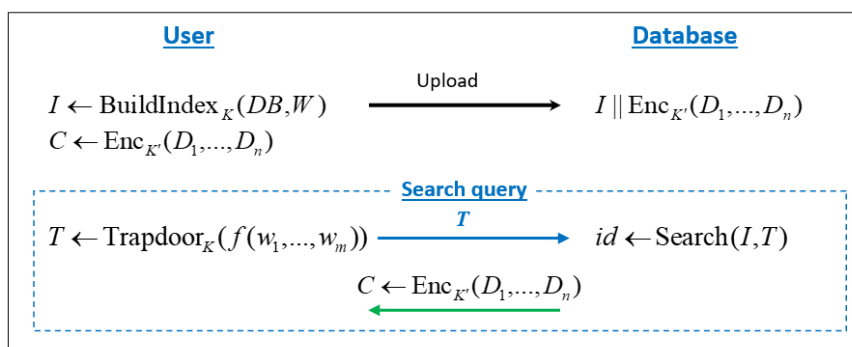 User Database
Upload
I ← BuildIndex_K(DB,W) I || Enc_K'(D_1,...,D_n)
C ← Enc_K'(D_1,...,D_n)
Search query
T
T ← Trapdoor_K(f(w_1,...,w_m)) id ← Search(I,T)
C ← Enc_K'(D_1,...,D_n)